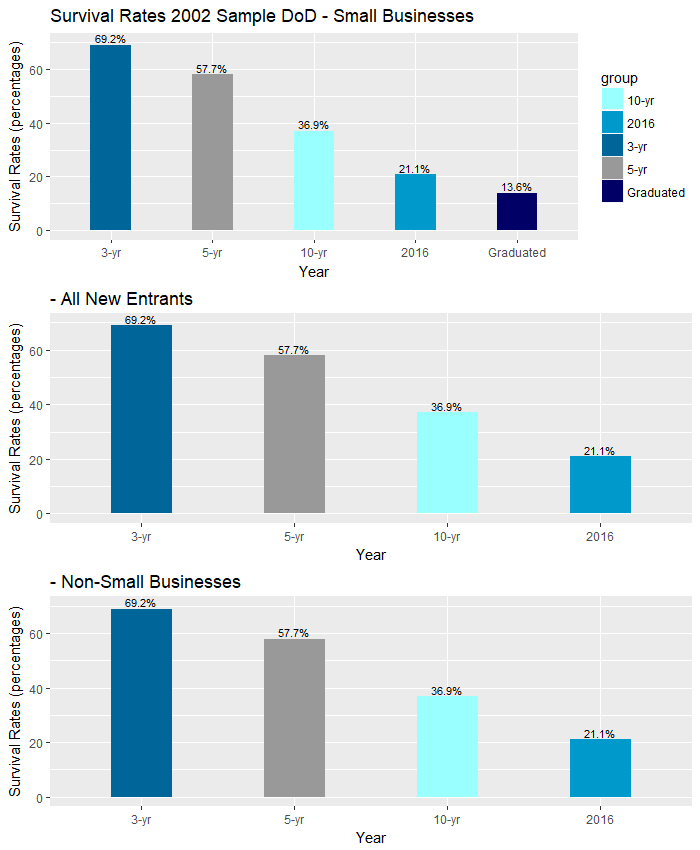 Survival Rates 2002 Sample DoD - Small Businesses
Survival Rates (percentages)
60
40
20
0
69.2%
57.7%
36.9%
21.1%
13.6%
3-yr
5-yr
10-yr
2016
Graduated
Year
group
10-yr
2016
3-yr
5-yr
Graduated
- All New Entrants
Survival Rates (percentages)
60
40
20
0
69.2%
57.7%
36.9%
21.1%
3-yr
5-yr
10-yr
2016
Year
- Non-Small Businesses
Survival Rates (percentages)
60
40
20
0
69.2%
57.7%
36.9%
21.1%
3-yr
5-yr
10-yr
2016
Year